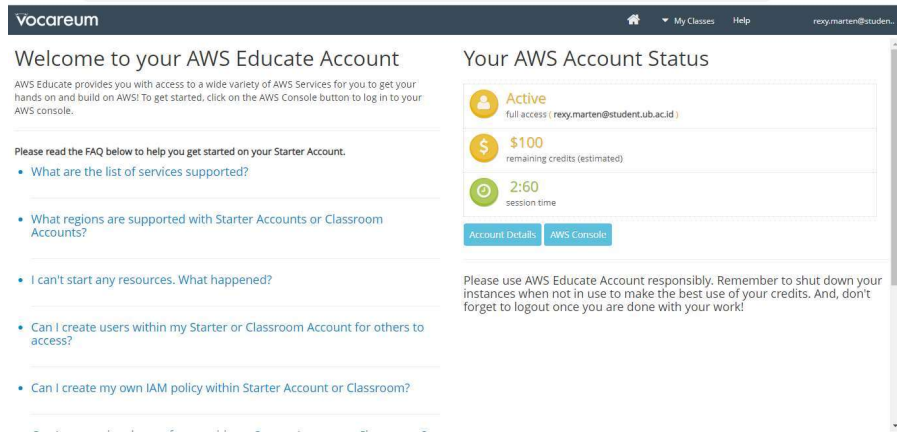 vocareum
My Classes
Help
rexy.marten@studen..
Welcome to your AWS Educate Account
AWS Educate provides you with access to a wide variety of AWS Services for you to get your
hands on and build on AWS! To get started, click on the AWS Console button to log in to your
AWS console.
Please read the FAQ below to help you get started on your Starter Account.
• What are the list of services supported?
• What regions are supported with Starter Accounts or Classroom
Accounts?
• I can't start any resources. What happened?
• Can I create users within my Starter or Classroom Account for others to
access?
• Can I create my own IAM policy within Starter Account or Classroom?
Your AWS Account Status
Active
full access ( rexy.marten@student.ub.ac.id )
$100
remaining credits (estimated)
2:60
session time
Account Details
AWS Console
Please use AWS Educate Account responsibly. Remember to shut down your
instances when not in use to make the best use of your credits. And, don't
forget to logout once you are done with your work!